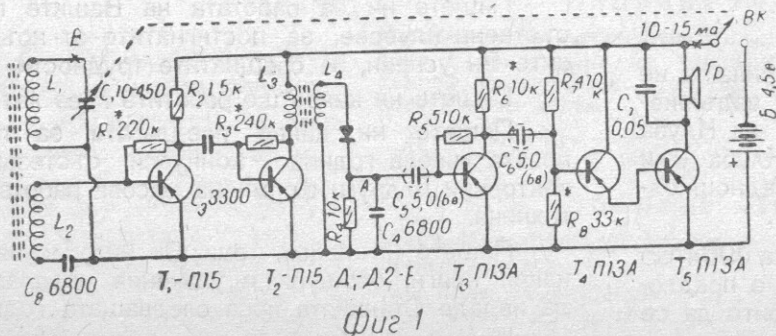 10-15 ма
Вк
В
L₁
C₁ 10-450
R₂ 1,5к
L₃
L₄
R₆* 10к
R₇ 410к
C₇ 0,05
Гр
Б 4,5в
+
R₁* 220к
R₃ 240к
R₅ 510к
А
C₃ 3300
C₆ 5,0 (6в)
L₂
R₄ 10к
А
C₅ 5,0 (6в)
C₄ 6800
R₈* 33к
C₈ 6800
T₁-П15
T₂-П15
Д₁-Д2-Е
T₃ П13А
T₄ П13А
T₅ П13А
Фиг 1